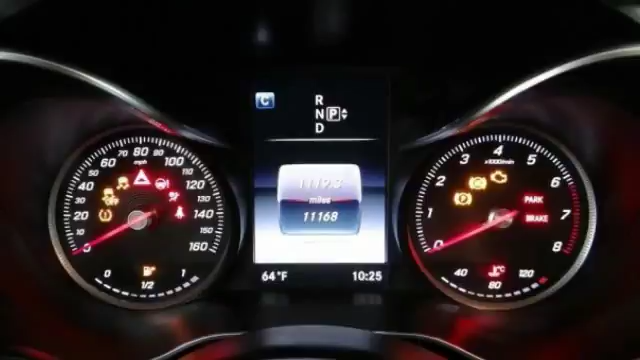 C
R
N P
D
1119.3
miles
11168
64 °F 10:25
0 20 40 60 80 100 120 140 160
mph
0 1/2 1
0 1 2 3 4 5 6 7 8
x1000/min
PARK
BRAKE
P
40 80 120
°C